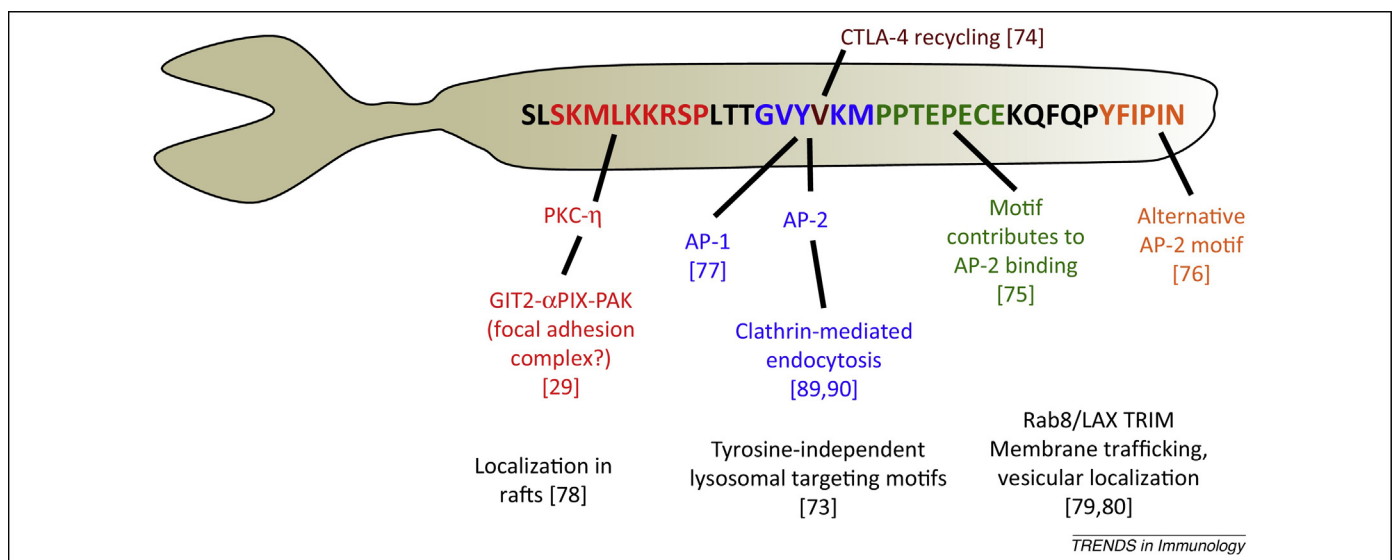 CTLA-4 recycling [74]
SLSKMLKKRSPLTTGVYVKMPPTEPECEKQFQPYFIPIN
PKC-η
GIT2-αPIX-PAK
(focal adhesion
complex?)
[29]
AP-1
[77]
AP-2
Clathrin-mediated
endocytosis
[89,90]
Motif
contributes to
AP-2 binding
[75]
Alternative
AP-2 motif
[76]
Localization in
rafts [78]
Tyrosine-independent
lysosomal targeting motifs
[73]
Rab8/LAX TRIM
Membrane trafficking,
vesicular localization
[79,80]
TRENDS in Immunology